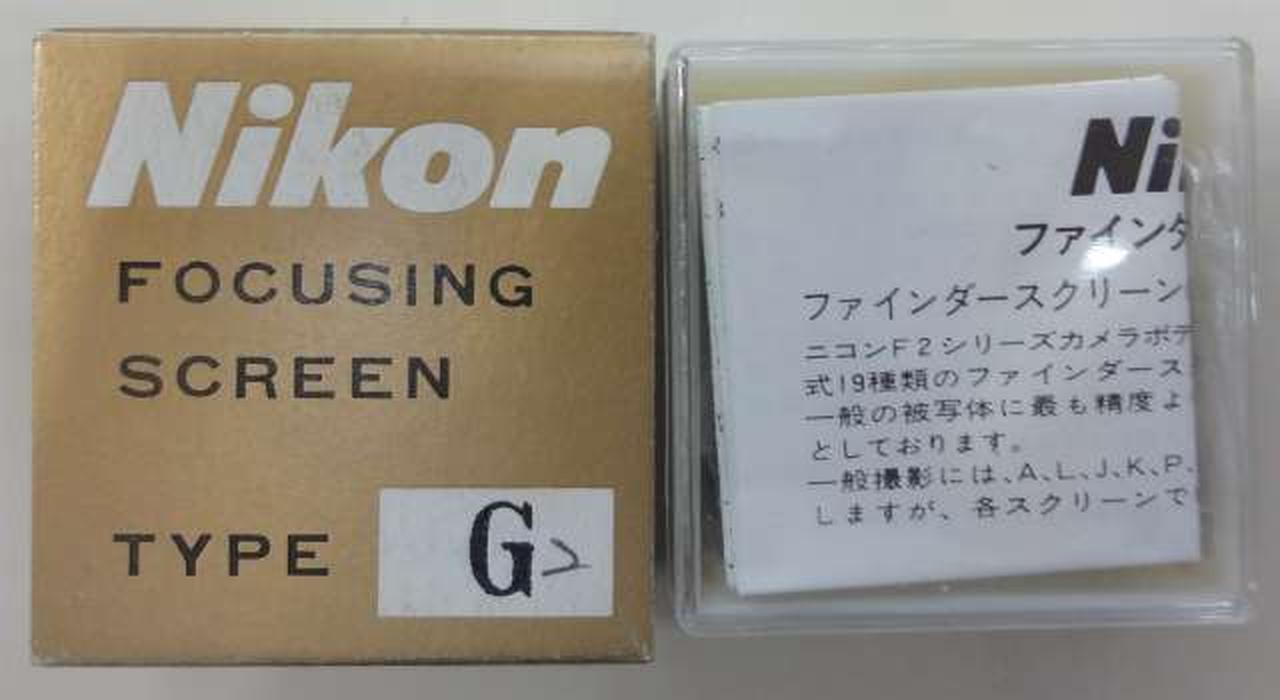 Nikon
FOCUSING
SCREEN
TYPE G2
Ni
ファインダ
ファインダースクリーン
ニコンF2シリーズカメラボデ
式19種類のファインダース
一般の被写体に最も精度よ
としております。
一般撮影には、A、L、J、K、P、
しますが、各スクリーンで